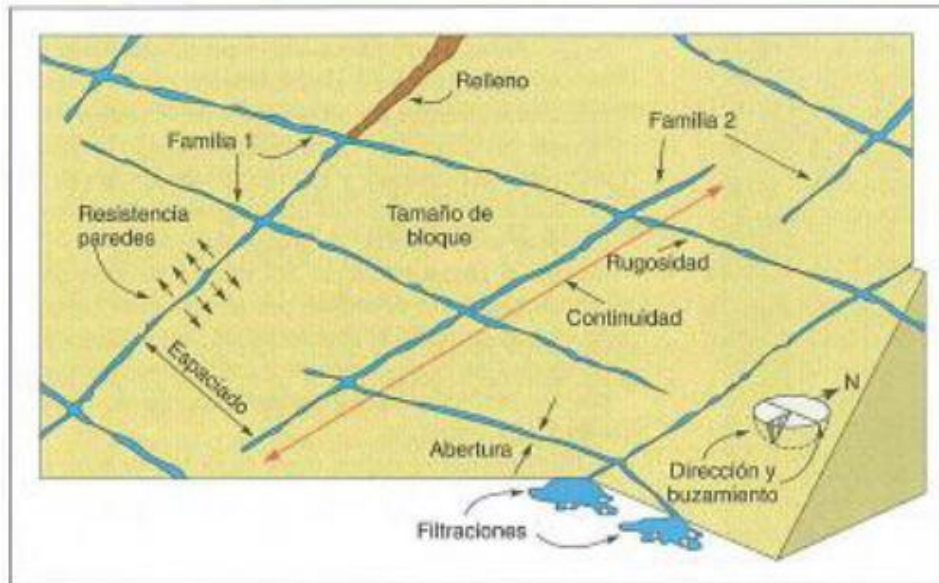 Relleno
Familia 1
Familia 2
Resistencia
paredes
Tamaño de
bloque
Rugosidad
Continuidad
Espaciado
N
Abertura
Dirección y
buzamiento
Filtraciones